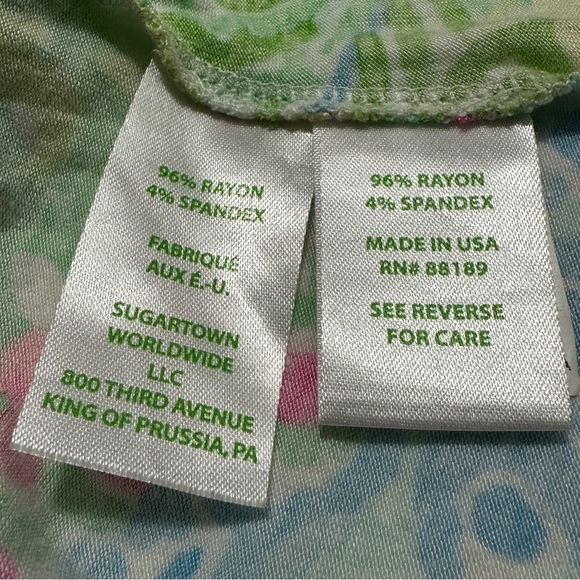 96% RAYON
4% SPANDEX
FABRIQUÉ
AUX É.-U.
SUGARTOWN
WORLDWIDE
LLC
800 THIRD AVENUE
KING OF PRUSSIA, PA
96% RAYON
4% SPANDEX
MADE IN USA
RN# 88189
SEE REVERSE
FOR CARE
A